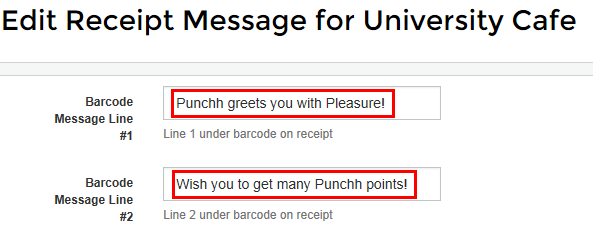 Edit Receipt Message for University Cafe
Barcode
Message Line
#1
Punchh greets you with Pleasure!
Line 1 under barcode on receipt
Barcode
Message Line
#2
Wish you to get many Punchh points!
Line 2 under barcode on receipt